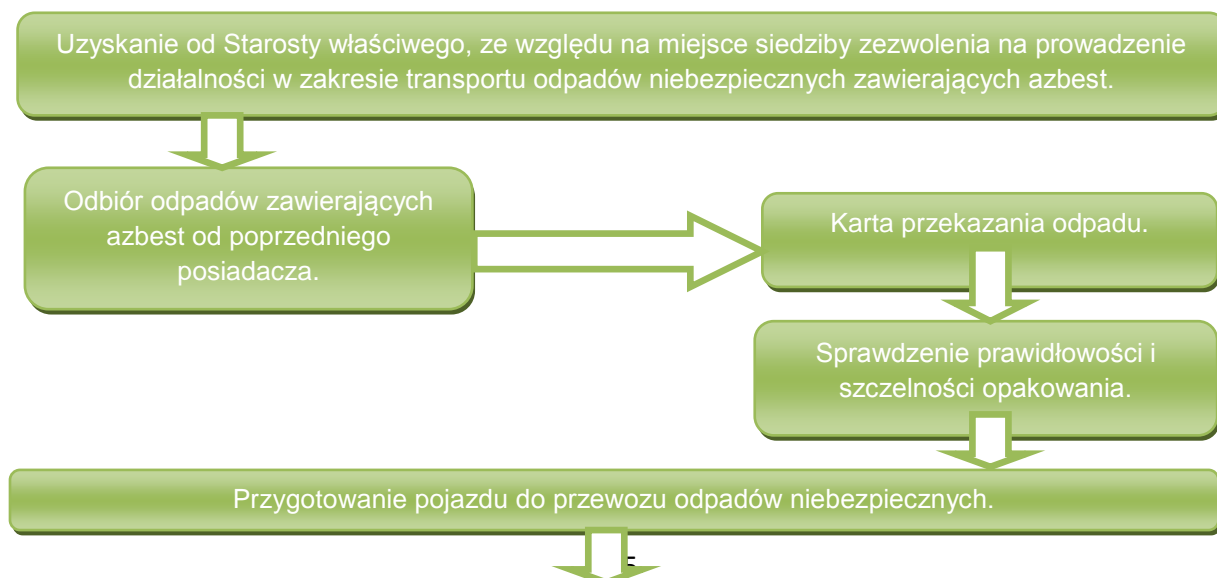 Uzyskanie od Starosty właściwego, ze względu na miejsce siedziby zezwolenia na prowadzenie
działalności w zakresie transportu odpadów niebezpiecznych zawierających azbest.
Odbiór odpadów zawierających
azbest od poprzedniego
posiadacza.
Karta przekazania odpadu.
Sprawdzenie prawidłowości i
szczelności opakowania.
Przygotowanie pojazdu do przewozu odpadów niebezpiecznych.